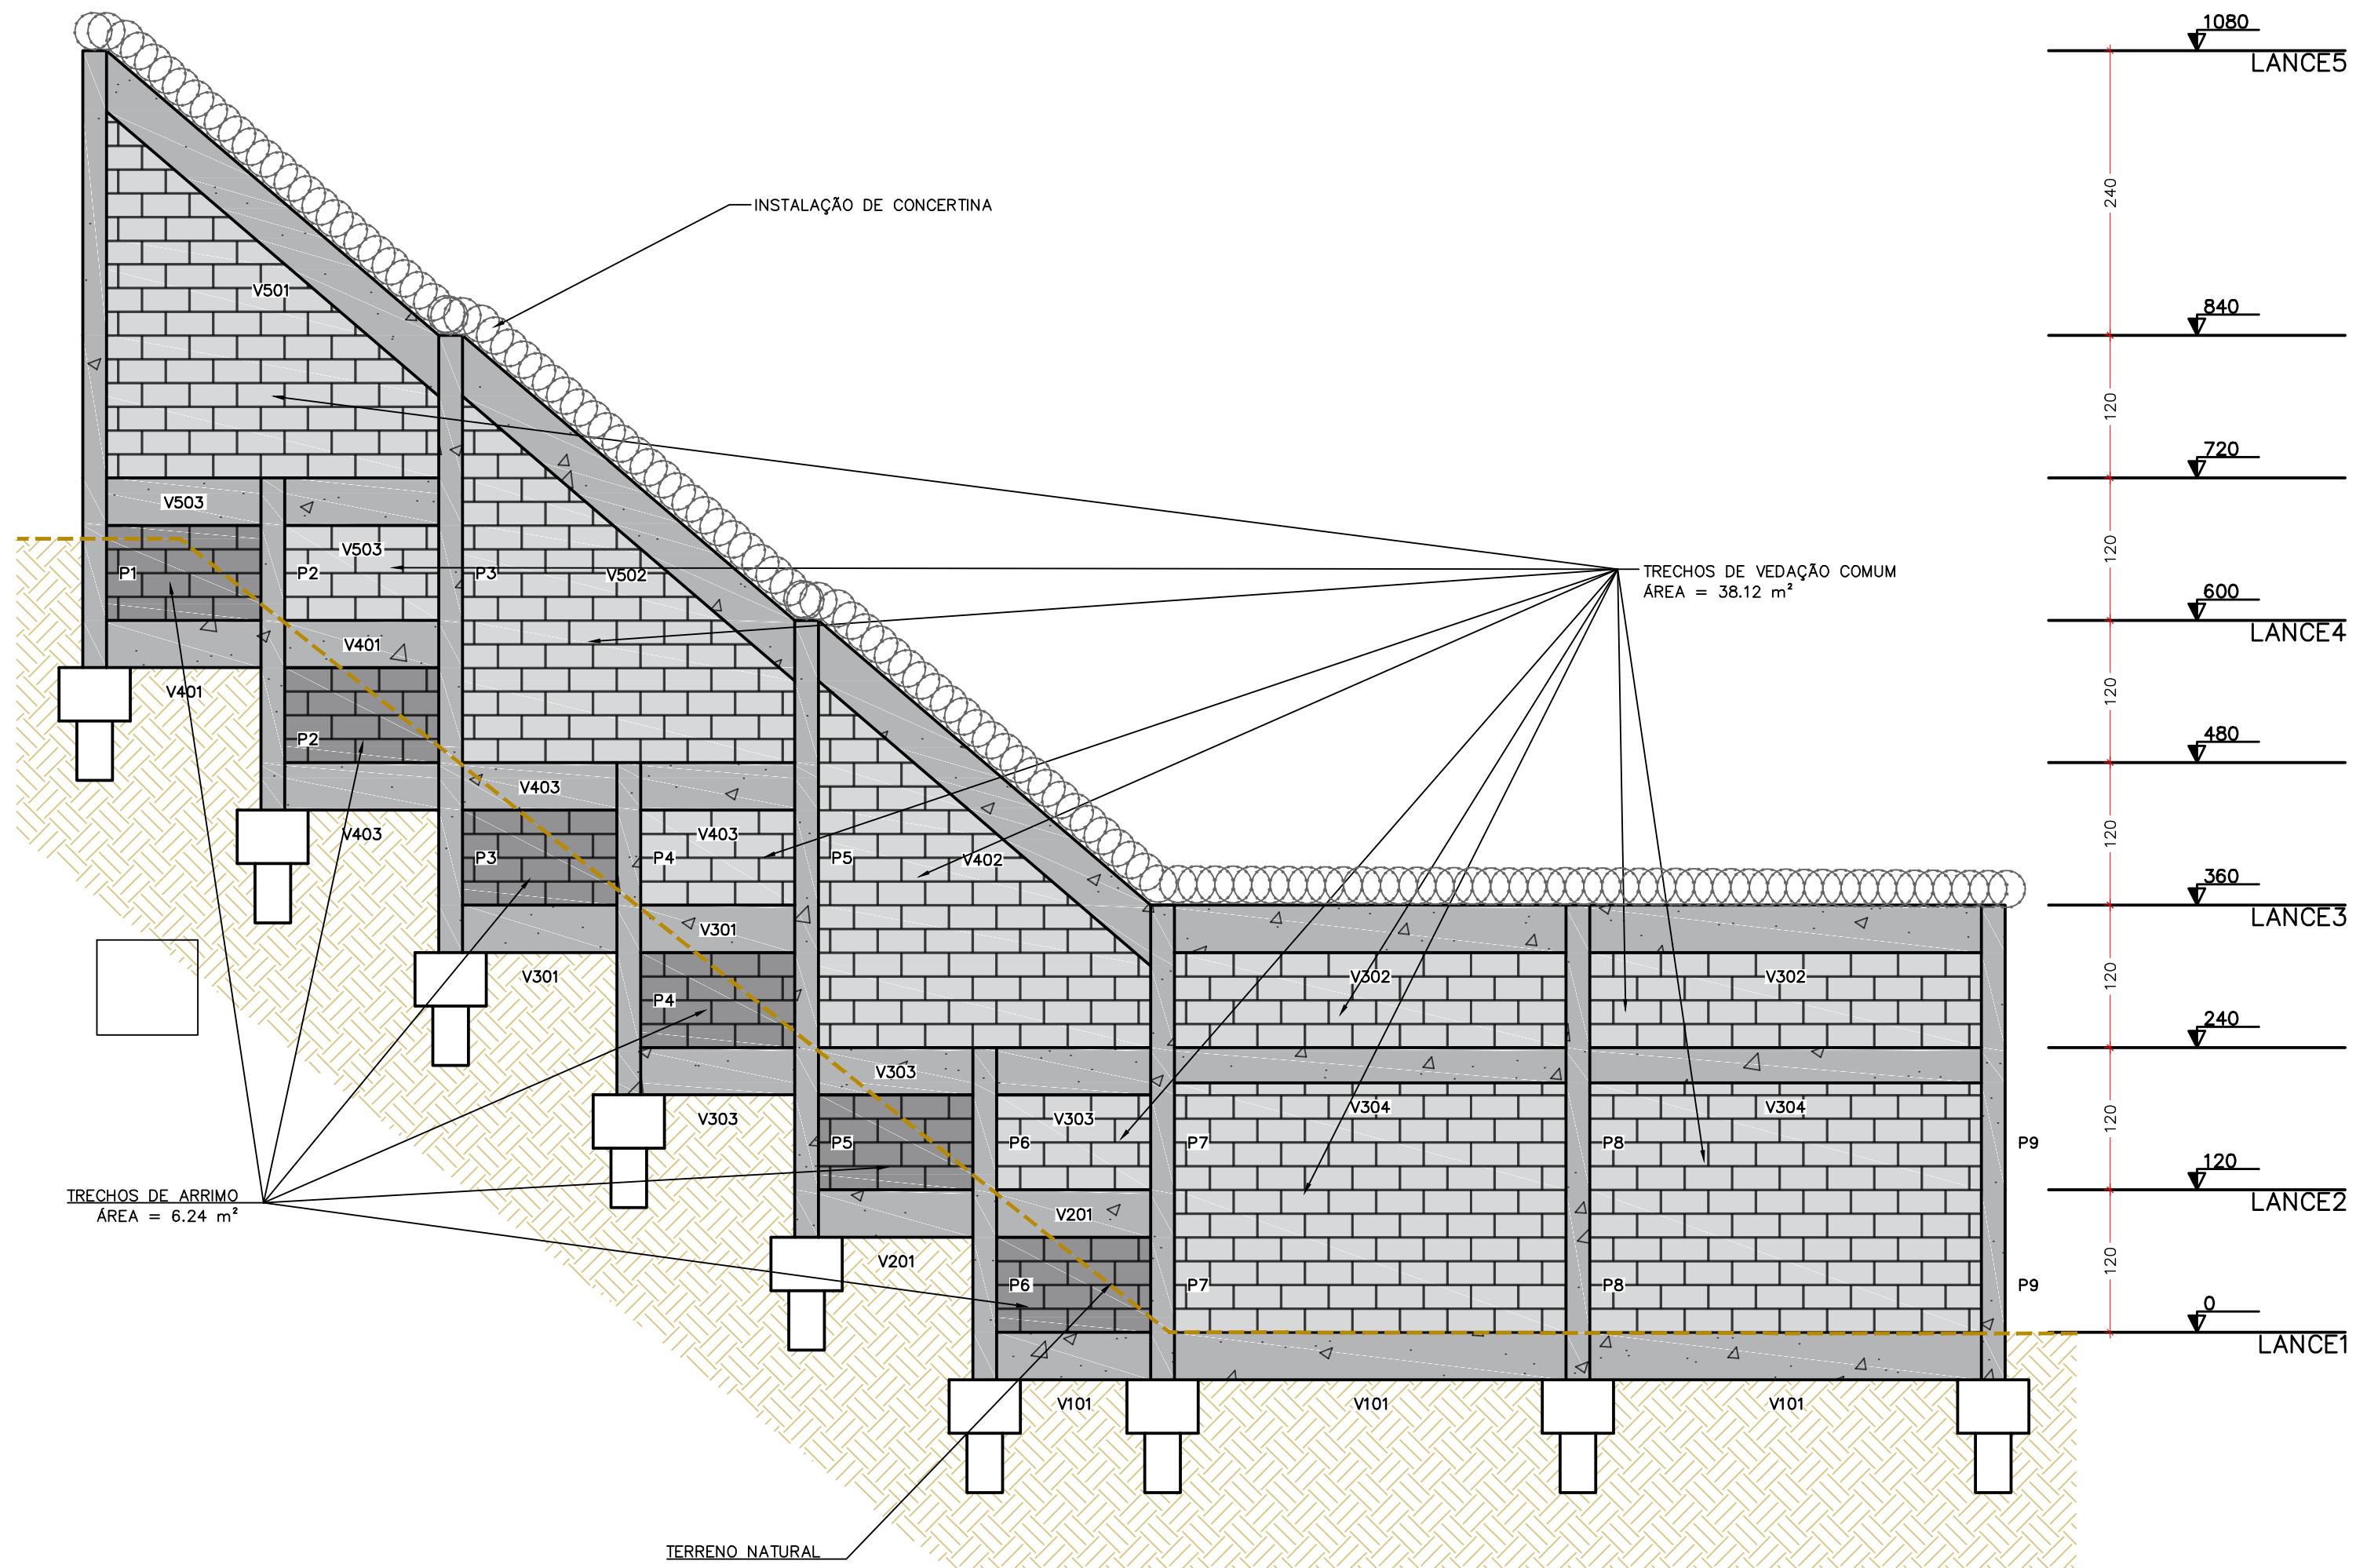 1080
LANCE5
240
INSTALAÇÃO DE CONCERTINA
V501
840
120
720
V503
V503
120
P1
P2
P3
V502
TRECHOS DE VEDAÇÃO COMUM
ÁREA = 38.12 m²
600
LANCE4
V401
V401
120
P2
480
V403
V403
V403
120
P3
P4
P5
V402
360
LANCE3
V301
V301
120
P4
V302
V302
240
V303
V303
V303
V304
V304
120
P5
P6
P7
P8
P9
120
LANCE2
TRECHOS DE ARRIMO
ÁREA = 6.24 m²
V201
V201
120
P6
P7
P8
P9
0
LANCE1
V101
V101
V101
TERRENO NATURAL